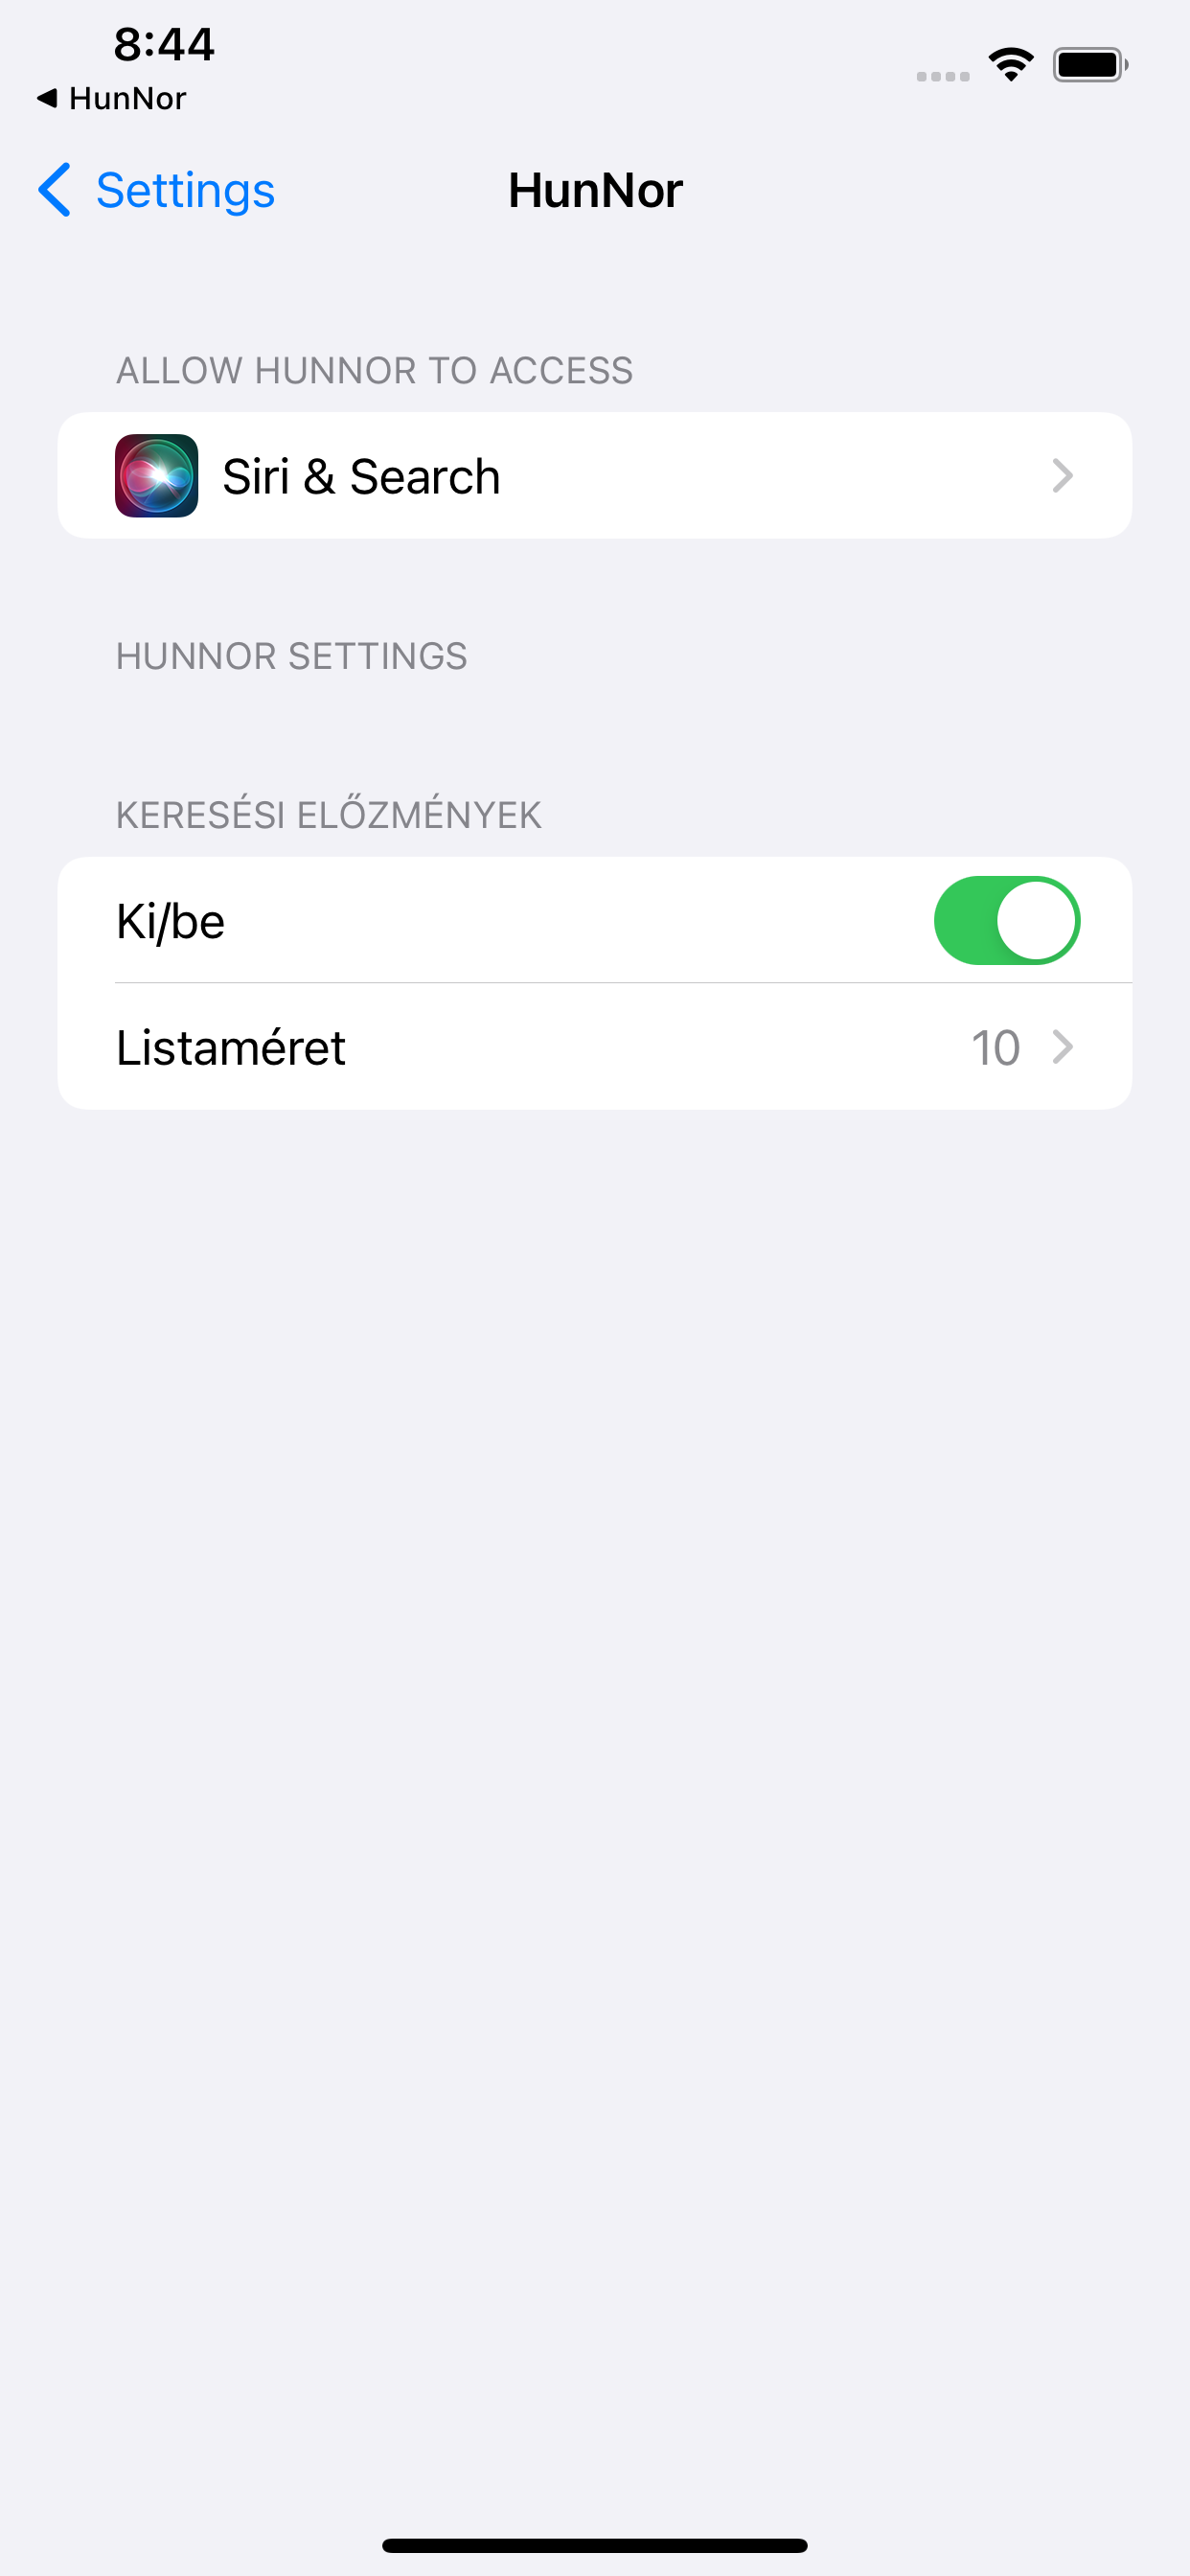 8:44
HunNor
Settings
HunNor
ALLOW HUNNOR TO ACCESS
Siri & Search
HUNNOR SETTINGS
KERESÉSI ELŐZMÉNYEK
Ki/be
Listaméret 10